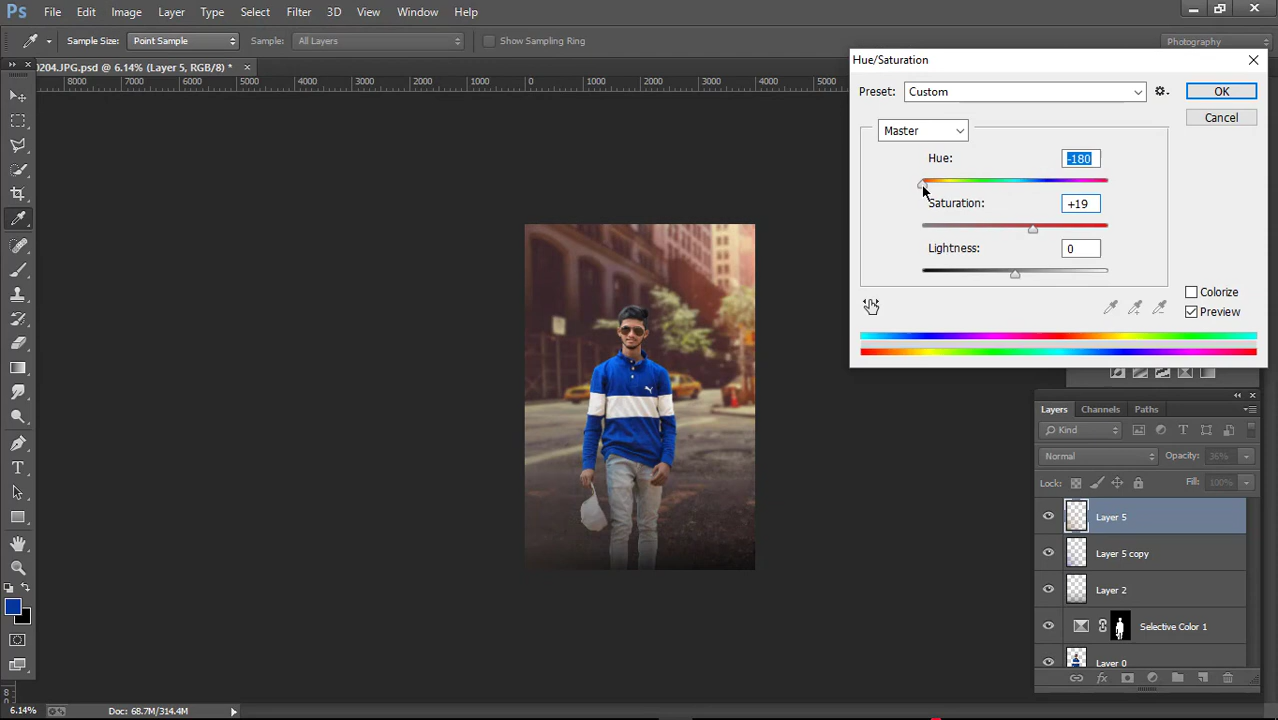 Ps File Edit Image Layer Type Select Filter 3D View Window Help
Sample Size: Point Sample Sample: All Layers Show Sampling Ring Photography
0204.JPG.psd @ 6.14% (Layer 5, RGB/8) * ×
8000 7000 6000 5000 4000 3000 2000 1000 0 1000 2000 3000 4000 5000
Hue/Saturation
Preset: Custom OK
Cancel
Master
Hue: -180
Saturation: +19
Lightness: 0
Colorize
Preview
Layers Channels Paths
Kind
Normal Opacity: 36%
Lock: Fill: 100%
Layer 5
Layer 5 copy
Layer 2
Selective Color 1
Layer 0
6.14% Doc: 68.7M/314.4M